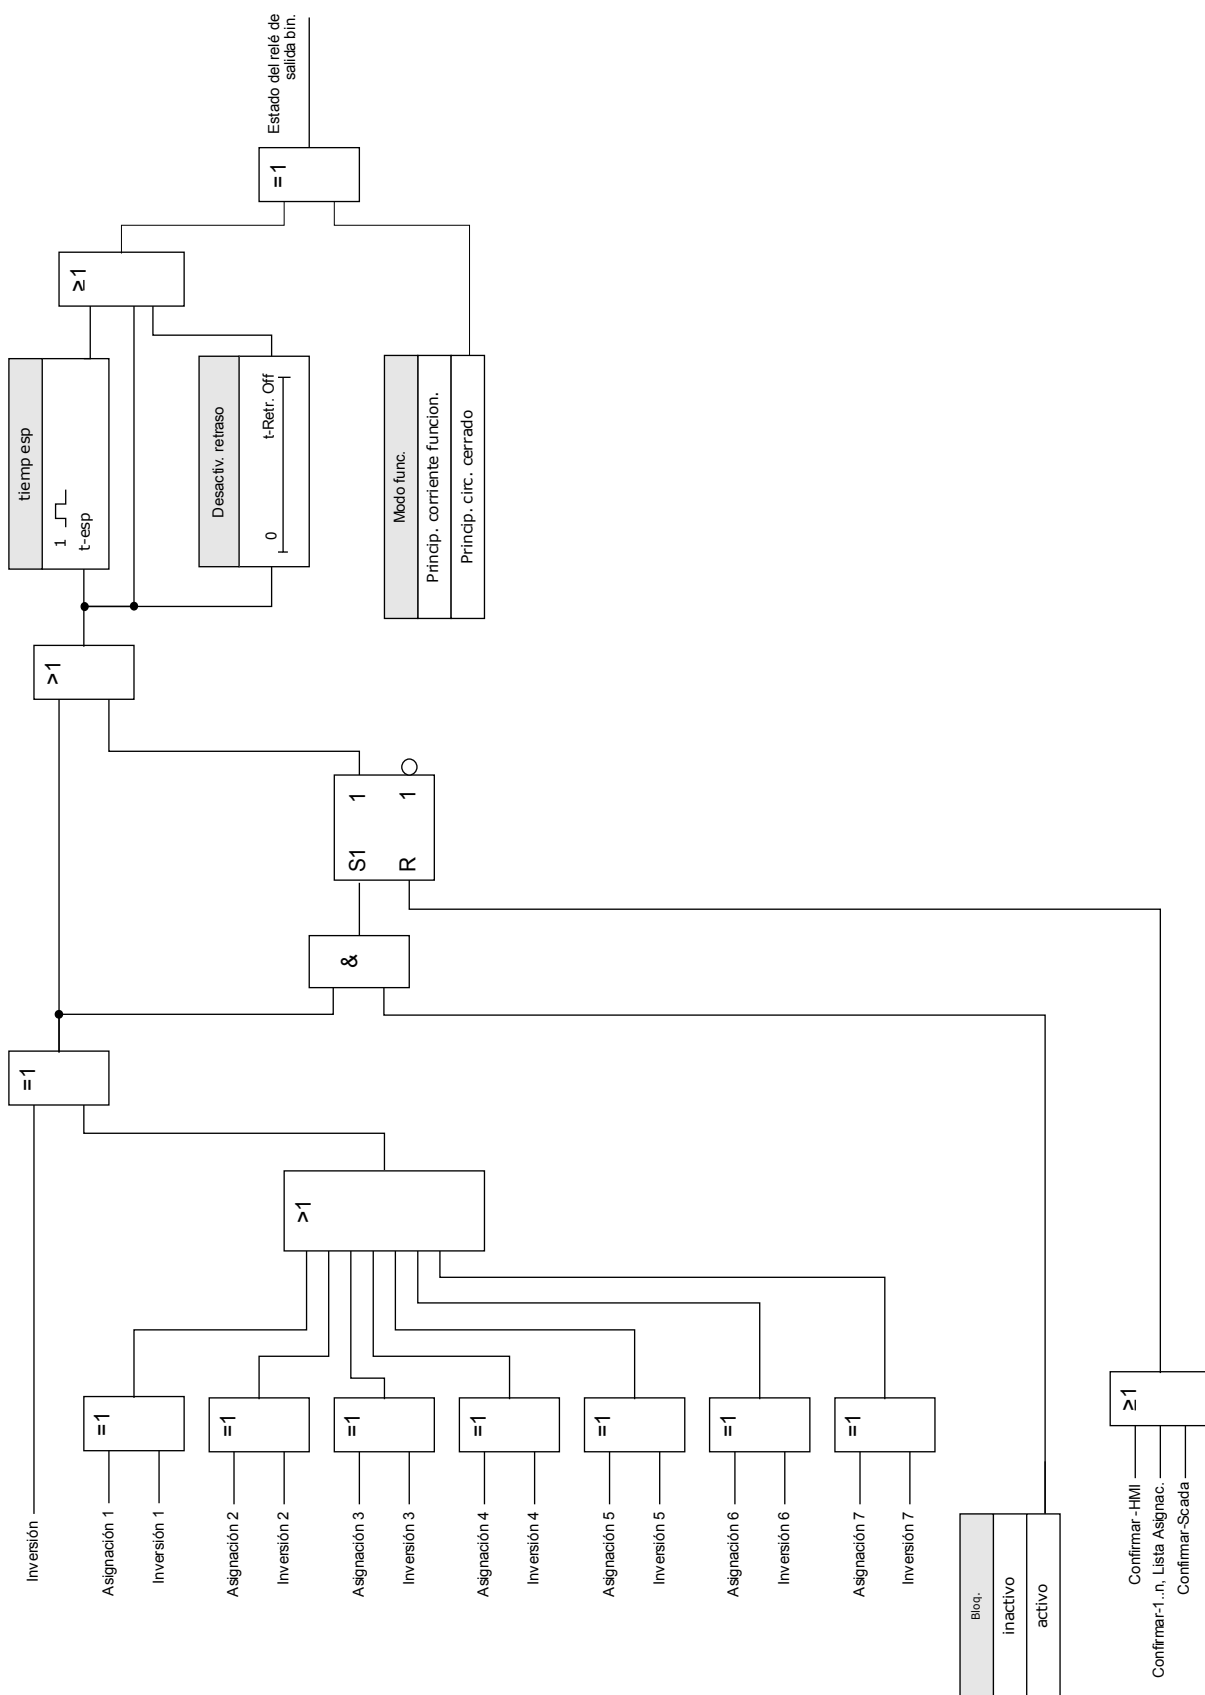 Inversión
Asignación 1
Inversión 1
Asignación 2
Inversión 2
Asignación 3
Inversión 3
Asignación 4
Inversión 4
Asignación 5
Inversión 5
Asignación 6
Inversión 6
Asignación 7
Inversión 7
Bloq.
inactivo
activo
Confirmar -HMI
Confirmar-1..n, Lista Asignac.
Confirmar-Scada
=1
=1
=1
=1
=1
=1
=1
≥1
>1
=1
&
S1 1
R 1
>1
tiemp esp
1
t-esp
Desactiv. retraso
0 t-Retr. Off
Modo func.
Princip. corriente funcion.
Princip. circ. cerrado
≥1
=1
Estado del relé de
salida bin.